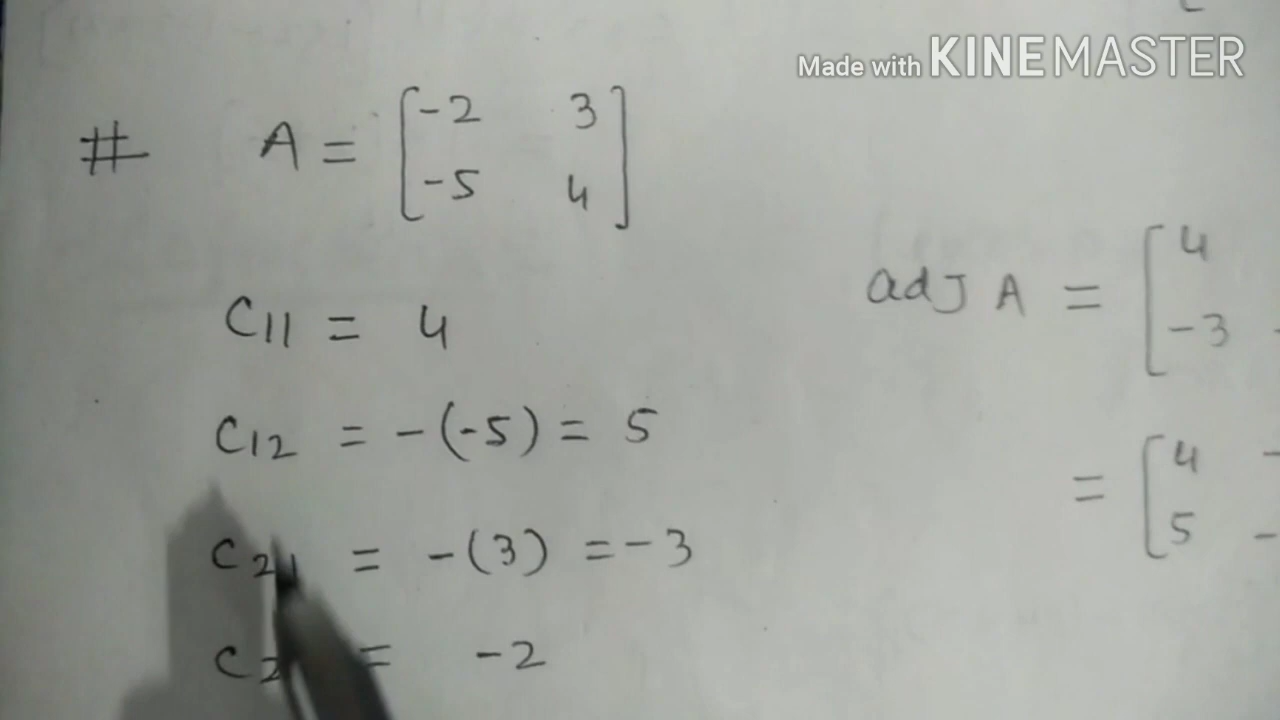 Made with KINEMASTER
# A = [-2 3
-5 4]
C11 = 4
C12 = -(-5) = 5
C21 = -(3) = -3
C2 = -2
adJ A = [4
-3 -
= [4 -
5 -